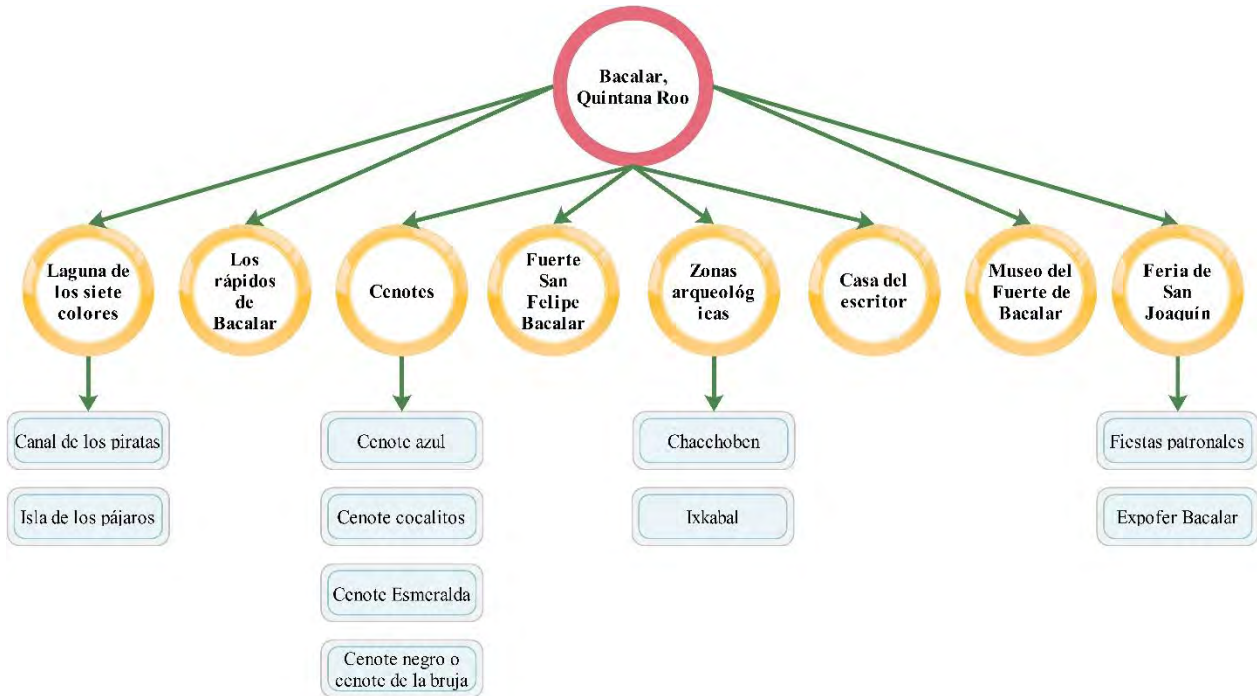 Bacalar,
Quintana Roo
Laguna de
los siete
colores
Los
rápidos
de
Bacalar
Cenotes
Fuerte
San
Felipe
Bacalar
Zonas
arqueológ
icas
Casa del
escritor
Museo del
Fuerte de
Bacalar
Feria de
San
Joaquín
Canal de los piratas
Isla de los pájaros
Cenote azul
Cenote cocalitos
Cenote Esmeralda
Cenote negro o
cenote de la bruja
Chacchoben
Ixkabal
Fiestas patronales
Expofer Bacalar